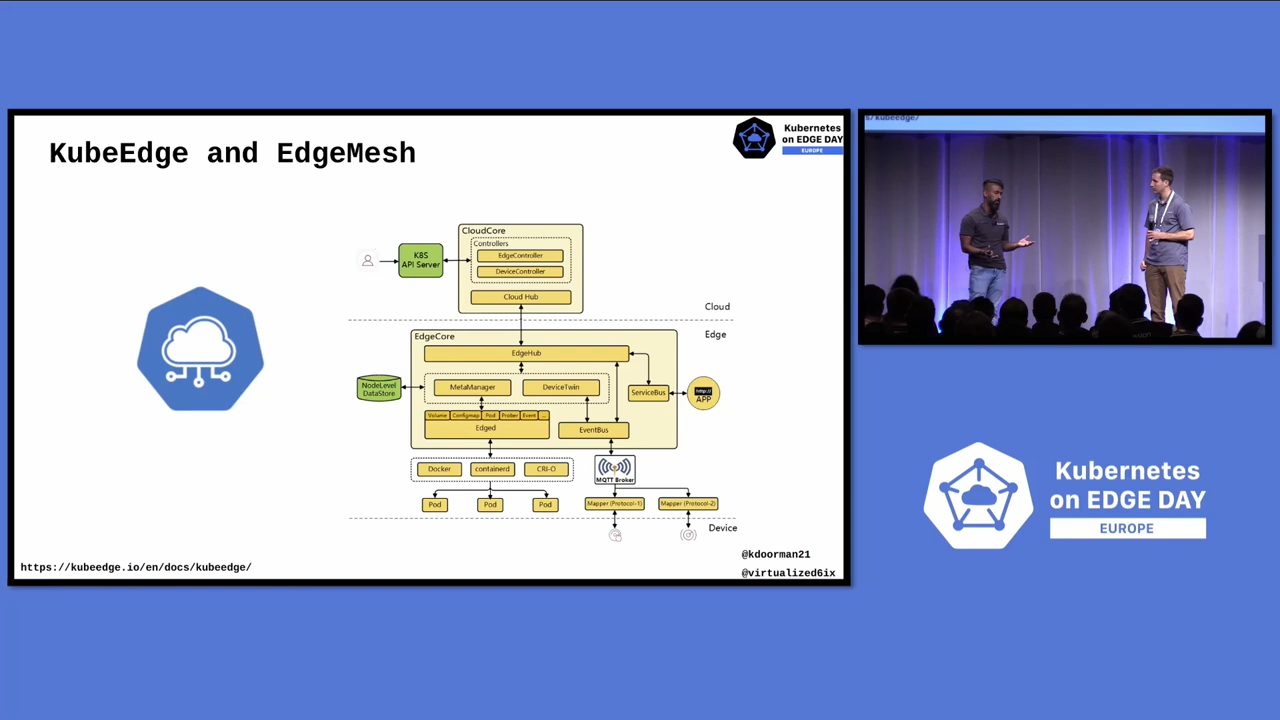 KubeEdge and EdgeMesh
Kubernetes
on EDGE DAY
EUROPE
CloudCore
Controllers
EdgeController
DeviceController
K8S
API Server
Cloud Hub
Cloud
Edge
EdgeCore
EdgeHub
NodeLevel
DataStore
MetaManager
DeviceTwin
ServiceBus
http://
APP
Volume
Configmap
Pod
Prober
Event
...
Edged
EventBus
Docker
containerd
CRI-O
MQTT Broker
Pod
Pod
Pod
Mapper (Protocol-1)
Mapper (Protocol-2)
Device
@kdoorman21
https://kubeedge.io/en/docs/kubeedge/
@virtualized6ix
s/kubeedge/
Kubernetes
on EDGE DAY
EUROPE